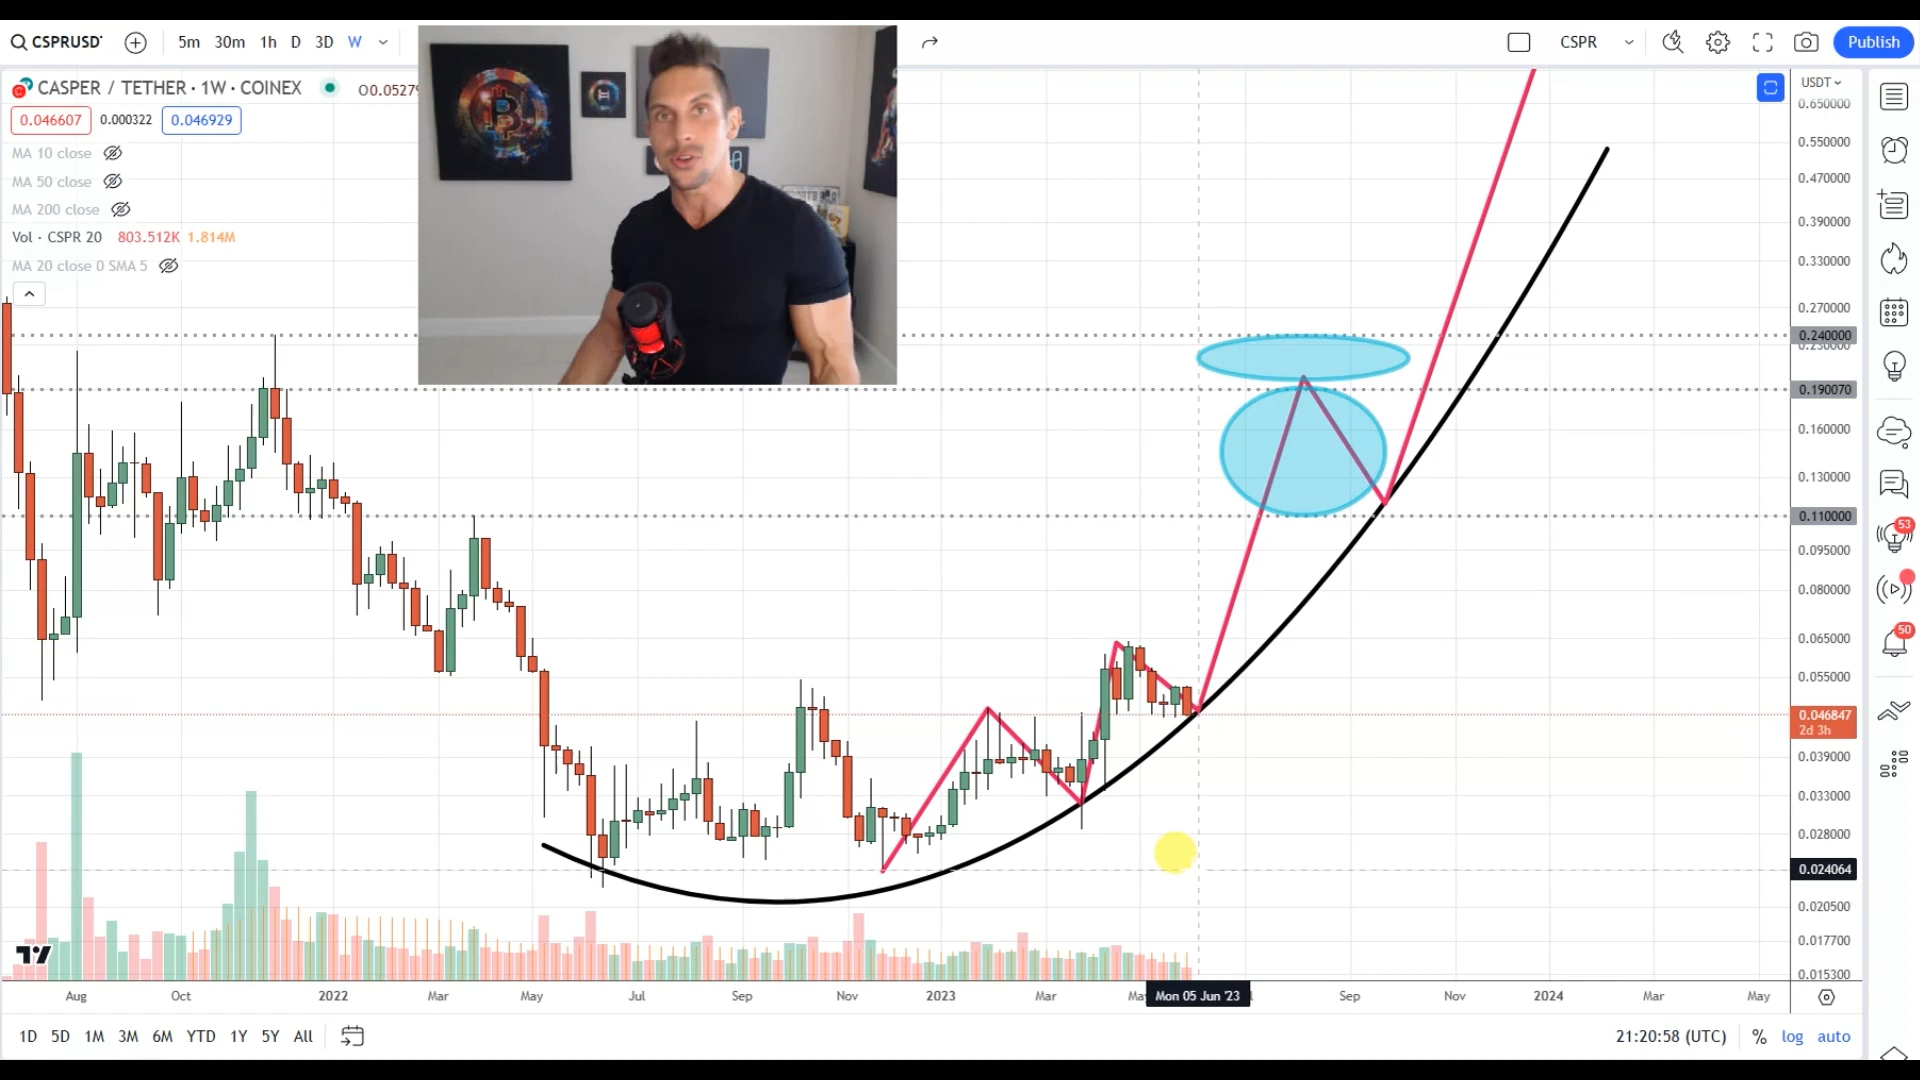 CSPRUSD
5m 30m 1h D 3D W
CSPR
Publish
CASPER / TETHER · 1W · COINEX
O0.0527
0.046607 0.000322 0.046929
MA 10 close
MA 50 close
MA 200 close
Vol · CSPR 20 803.512K 1.814M
MA 20 close 0 SMA 5
USDT
0.650000
0.550000
0.470000
0.390000
0.330000
0.270000
0.240000
0.230000
0.190070
0.160000
0.130000
0.110000
0.095000
0.080000
0.065000
0.055000
0.046847
2d 3h
0.039000
0.033000
0.028000
0.024064
0.020500
0.017700
0.015300
53
50
Aug Oct 2022 Mar May Jul Sep Nov 2023 Mar Mon 05 Jun '23 Sep Nov 2024 Mar May
1D 5D 1M 3M 6M YTD 1Y 5Y All
21:20:58 (UTC) % log auto